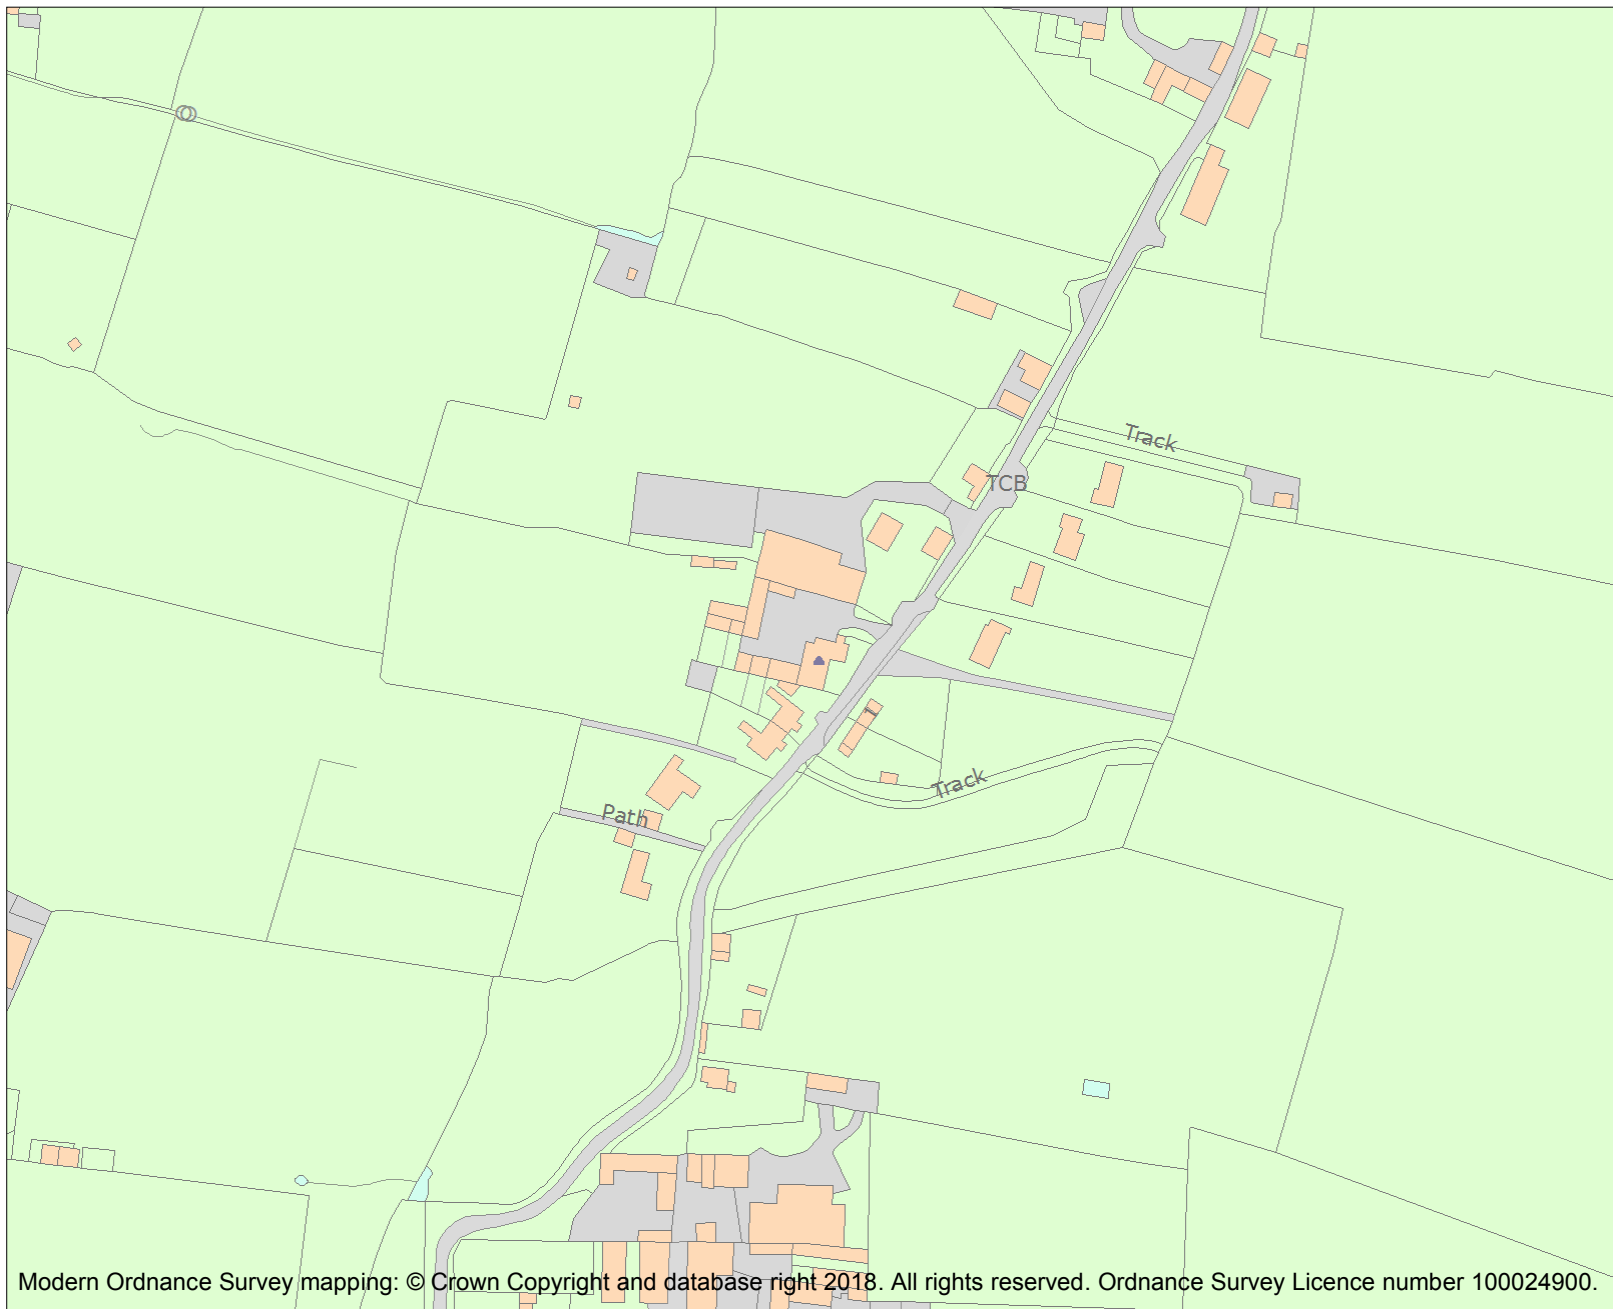 Track
TCB
Track
Path
Modern Ordnance Survey mapping: © Crown Copyright and database right 2018. All rights reserved. Ordnance Survey Licence number 100024900.